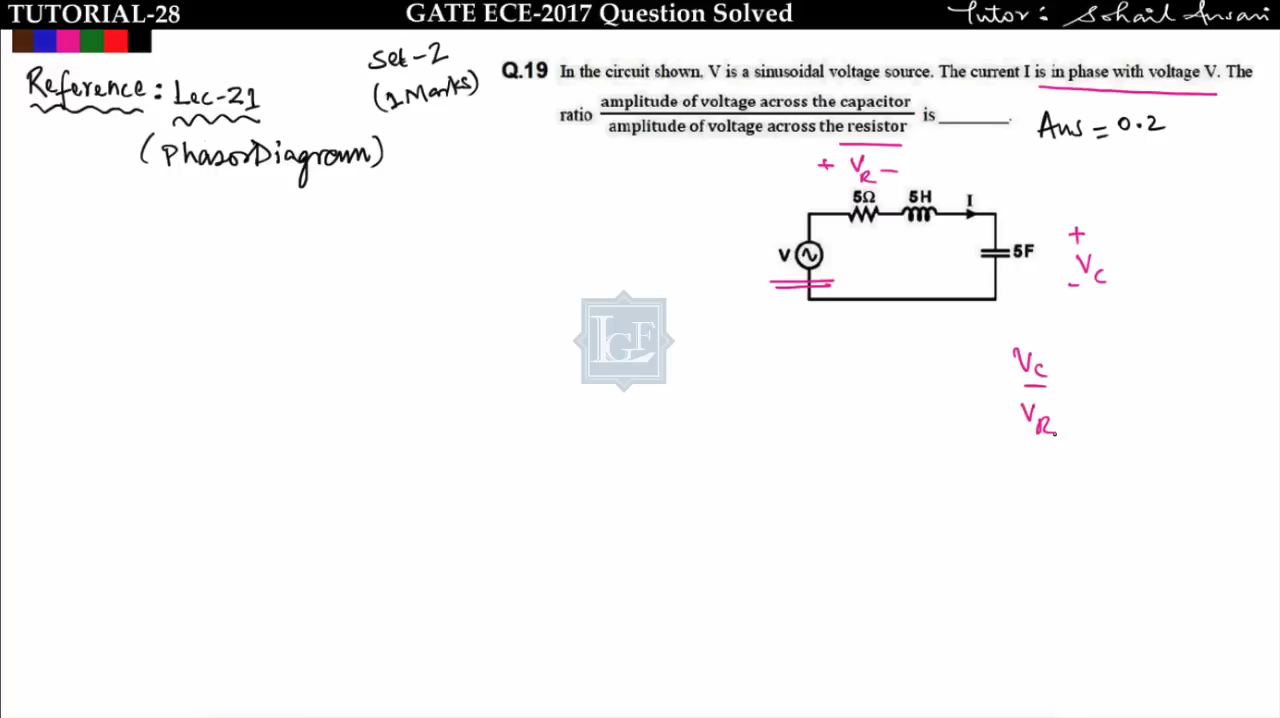 TUTORIAL-28
GATE ECE-2017 Question Solved
Tutor : Sohail Ansari
Reference : Lec-21
(Phasor Diagram)
Set-2
(1 Marks)
Q.19 In the circuit shown, V is a sinusoidal voltage source. The current I is in phase with voltage V. The
ratio amplitude of voltage across the capacitor / amplitude of voltage across the resistor is ________.
Ans = 0.2
+ VR −
5Ω 5H I
V
5F
+
VC
-
VC
VR
LGF